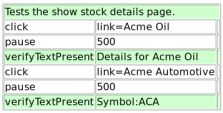 Tests the show stock details page.
click link=Acme Oil
pause 500
verifyTextPresent Details for Acme Oil
click link=Acme Automotive
pause 500
verifyTextPresent Symbol:ACA